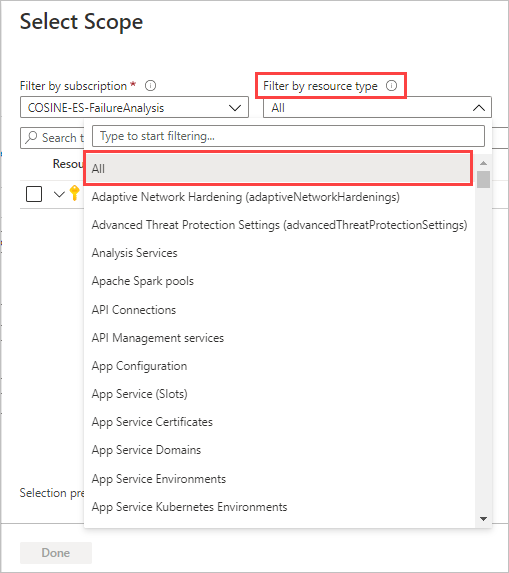 Select Scope
Filter by subscription *
Filter by resource type
COSINE-ES-FailureAnalysis
All
Search t
Type to start filtering...
Resou
All
Adaptive Network Hardening (adaptiveNetworkHardenings)
Advanced Threat Protection Settings (advancedThreatProtectionSettings)
Analysis Services
Apache Spark pools
API Connections
API Management services
App Configuration
App Service (Slots)
App Service Certificates
App Service Domains
App Service Environments
App Service Kubernetes Environments
Selection pre
Done